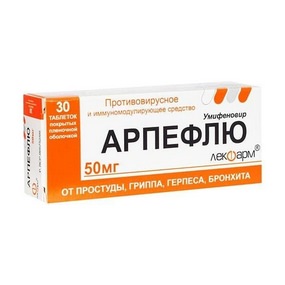 30
ТАБЛЕТОК
покрытых
пленочной
оболочкой
Противовирусное
и иммуномодулирующее средство
Умифеновир
АРПЕФЛЮ
50мг
лекфарм®
ОТ ПРОСТУДЫ, ГРИППА, ГЕРПЕСА, БРОНХИТА